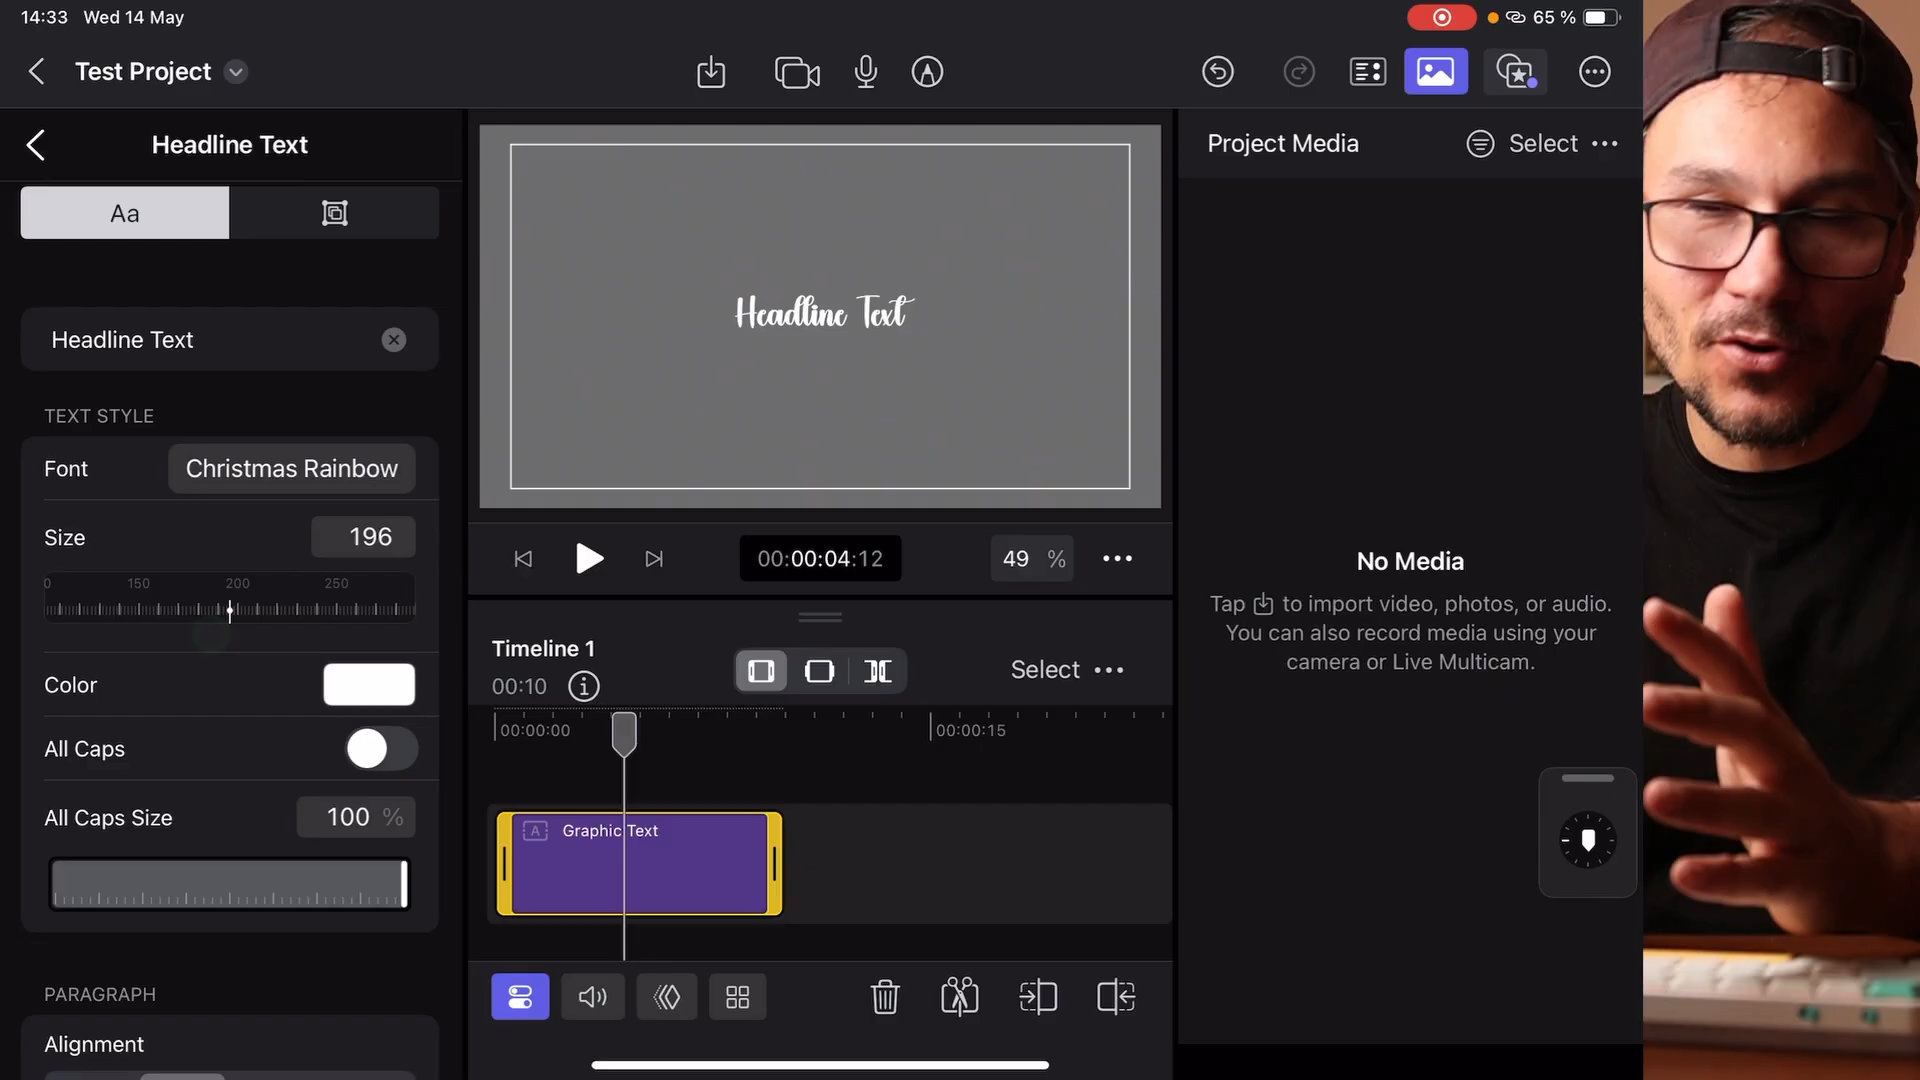 14:33 Wed 14 May
65 %
Test Project
Headline Text
Aa
Headline Text
TEXT STYLE
Font Christmas Rainbow
Size 196
0 150 200 250
Color
All Caps
All Caps Size 100 %
PARAGRAPH
Alignment
Headline Text
00:00:04:12
49 %
Timeline 1
00:10
Select
00:00:00
00:00:15
A Graphic Text
Project Media
Select
No Media
Tap to import video, photos, or audio.
You can also record media using your
camera or Live Multicam.